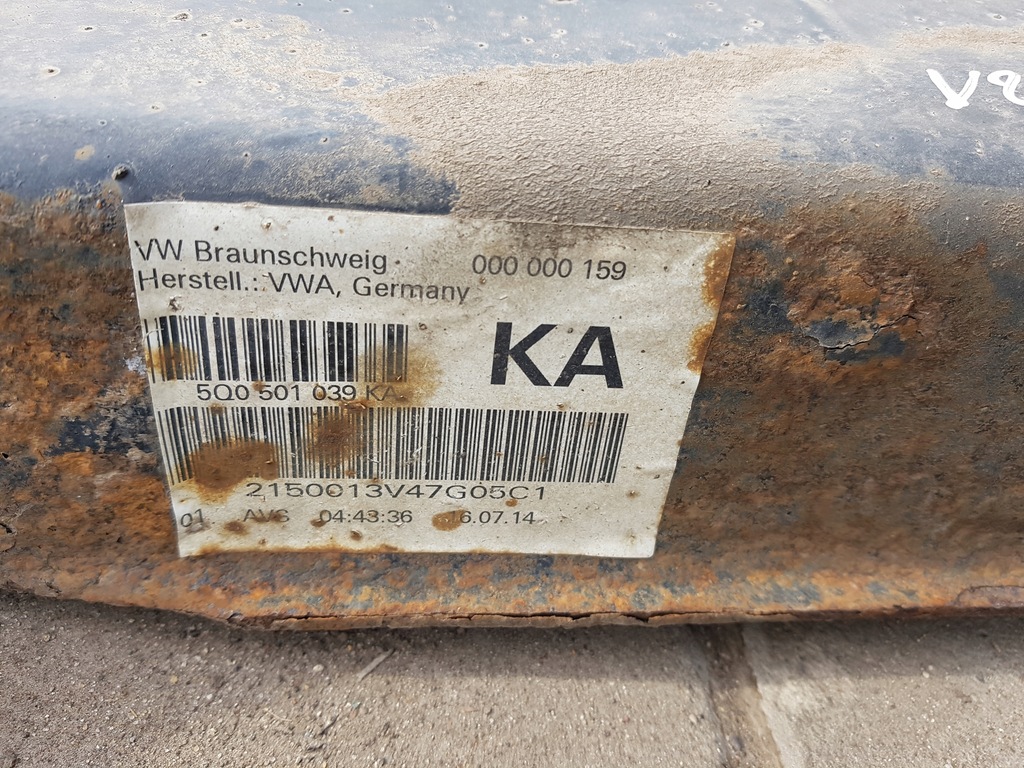 VW Braunschweig 000 000 159
Herstell.: VWA, Germany
KA
5Q0 501 039 KA
2150013V47G05C1
01 AVS 04:43:36 16.07.14